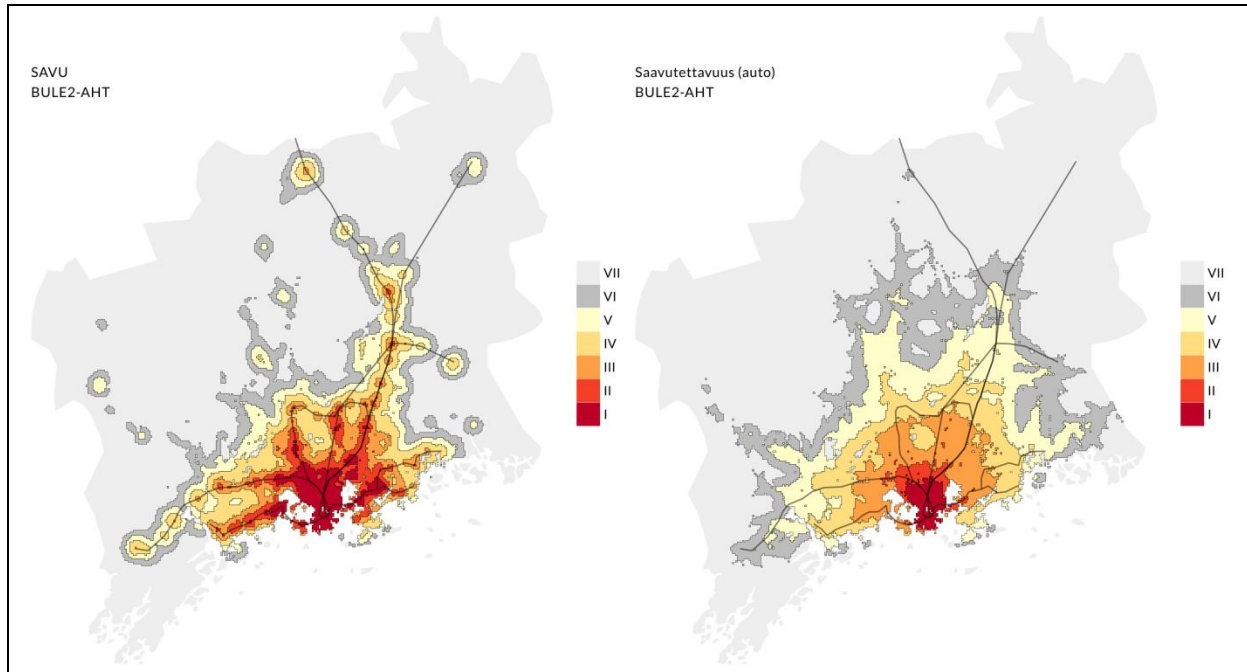 SAVU
BULE2-AHT
VII
VI
V
IV
III
II
I
Saavutettavuus (auto)
BULE2-AHT
VII
VI
V
IV
III
II
I